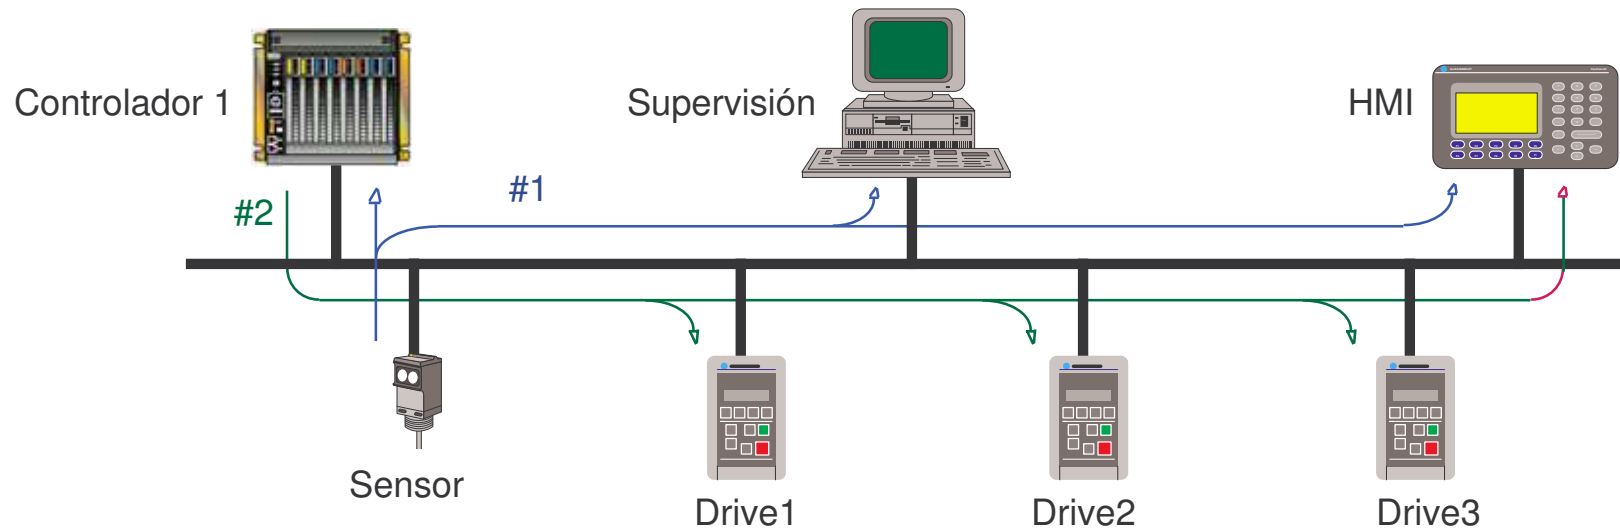 Controlador 1
Supervisión
HMI
#1
#2
Sensor
Drive1
Drive2
Drive3